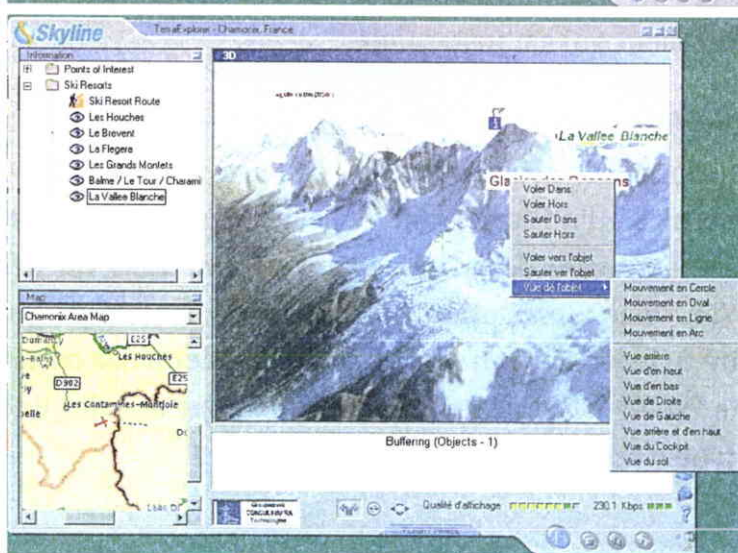 Skyline
TerraExplorer - Chamonix, France
Information
Points of Interest
Ski Resorts
Ski Resort Route
Les Houches
Le Brevent
La Flegere
Les Grands Montets
Balme / Le Tour / Charami
La Vallee Blanche
Map
Chamonix Area Map
E25
Les Houches
D902
E25
Les Contamines-Montjoie
3D
1
La Vallee Blanche
Voler Dans
Voler Hors
Sauter Dans
Sauter Hors
Voler vers l'objet
Sauter ver l'objet
Vue de l'objet
Mouvement en Cercle
Mouvement en Oval
Mouvement en Ligne
Mouvement en Arc
Vue arrière
Vue d'en haut
Vue d'en bas
Vue de Droite
Vue de Gauche
Vue arrière et d'en haut
Vue du Cockpit
Vue du sol
Buffering (Objects - 1)
Qualité d'affichage
230.1 Kbps